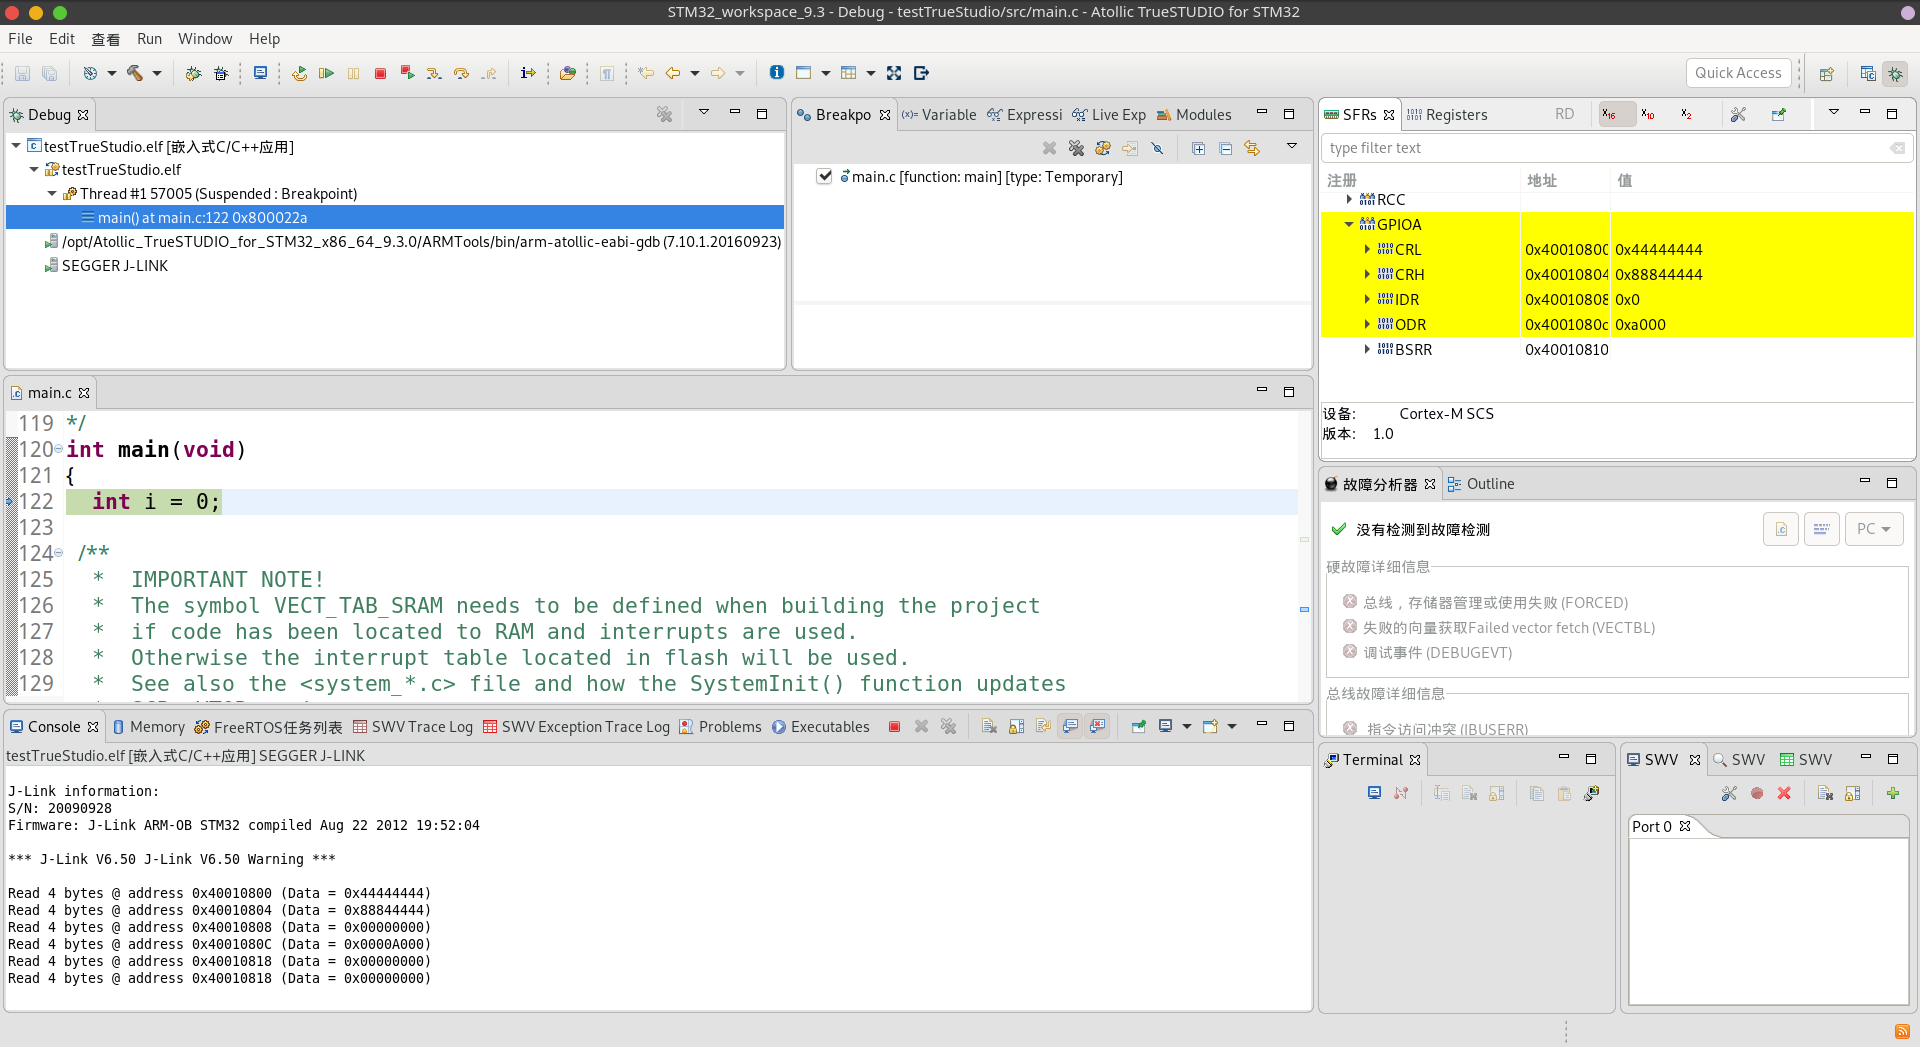 STM32_workspace_9.3 - Debug - testTrueStudio/src/main.c - Atollic TrueSTUDIO for STM32
File Edit 查看 Run Window Help
Quick Access
Debug
testTrueStudio.elf [嵌入式C/C++应用]
testTrueStudio.elf
Thread #1 57005 (Suspended : Breakpoint)
main() at main.c:122 0x800022a
/opt/Atollic_TrueSTUDIO_for_STM32_x86_64_9.3.0/ARMTools/bin/arm-atollic-eabi-gdb (7.10.1.20160923)
SEGGER J-LINK
Breakpo Variable Expressi Live Exp Modules
main.c [function: main] [type: Temporary]
SFRs Registers RD X16 X10 X2
type filter text
注册 地址 值
RCC
GPIOA
CRL 0x40010800 0x44444444
CRH 0x40010804 0x88844444
IDR 0x40010808 0x0
ODR 0x4001080c 0xa000
BSRR 0x40010810
设备: Cortex-M SCS
版本: 1.0
main.c
119 */
120 int main(void)
121 {
122 int i = 0;
123
124 /**
125 * IMPORTANT NOTE!
126 * The symbol VECT_TAB_SRAM needs to be defined when building the project
127 * if code has been located to RAM and interrupts are used.
128 * Otherwise the interrupt table located in flash will be used.
129 * See also the <system_*.c> file and how the SystemInit() function updates
故障分析器 Outline
没有检测到故障检测
PC
硬故障详细信息
总线，存储器管理或使用失败 (FORCED)
失败的向量获取Failed vector fetch (VECTBL)
调试事件 (DEBUGEVT)
总线故障详细信息
指令访问冲突 (IBUSERR)
Console Memory FreeRTOS任务列表 SWV Trace Log SWV Exception Trace Log Problems Executables
testTrueStudio.elf [嵌入式C/C++应用] SEGGER J-LINK
J-Link information:
S/N: 20090928
Firmware: J-Link ARM-OB STM32 compiled Aug 22 2012 19:52:04
*** J-Link V6.50 J-Link V6.50 Warning ***
Read 4 bytes @ address 0x40010800 (Data = 0x44444444)
Read 4 bytes @ address 0x40010804 (Data = 0x88844444)
Read 4 bytes @ address 0x40010808 (Data = 0x00000000)
Read 4 bytes @ address 0x4001080C (Data = 0x0000A000)
Read 4 bytes @ address 0x40010818 (Data = 0x00000000)
Read 4 bytes @ address 0x40010818 (Data = 0x00000000)
Terminal
SWV SWV SWV
Port 0